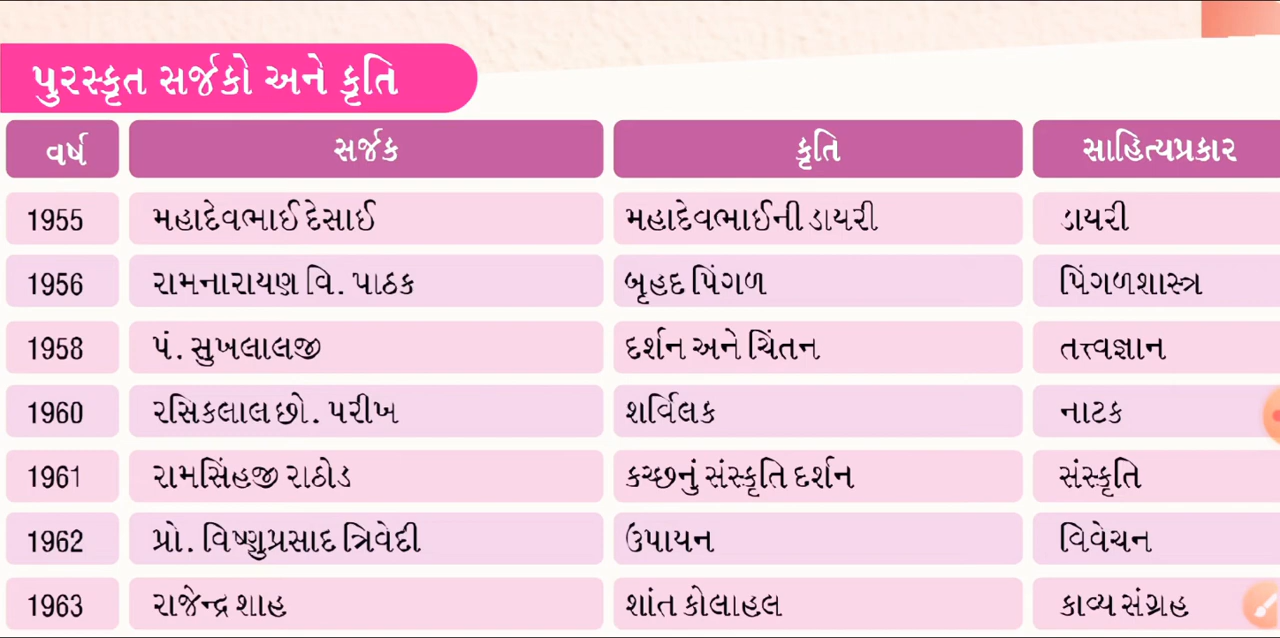 પુરસ્કૃત સર્જકો અને કૃતિ
વર્ષ સર્જક કૃતિ સાહિત્યપ્રકાર
1955 મહાદેવભાઈ દેસાઈ મહાદેવભાઈની ડાયરી ડાયરી
1956 રામનારાયણ વિ. પાઠક બૃહદ પિંગળ પિંગળશાસ્ત્ર
1958 પં. સુખલાલજી દર્શન અને ચિંતન તત્ત્વજ્ઞાન
1960 રસિકલાલ છો. પરીખ શર્વિલક નાટક
1961 રામસિંહજી રાઠોડ કચ્છનું સંસ્કૃતિ દર્શન સંસ્કૃતિ
1962 પ્રો. વિષ્ણુપ્રસાદ ત્રિવેદી ઉપાયન વિવેચન
1963 રાજેન્દ્ર શાહ શાંત કોલાહલ કાવ્ય સંગ્રહ